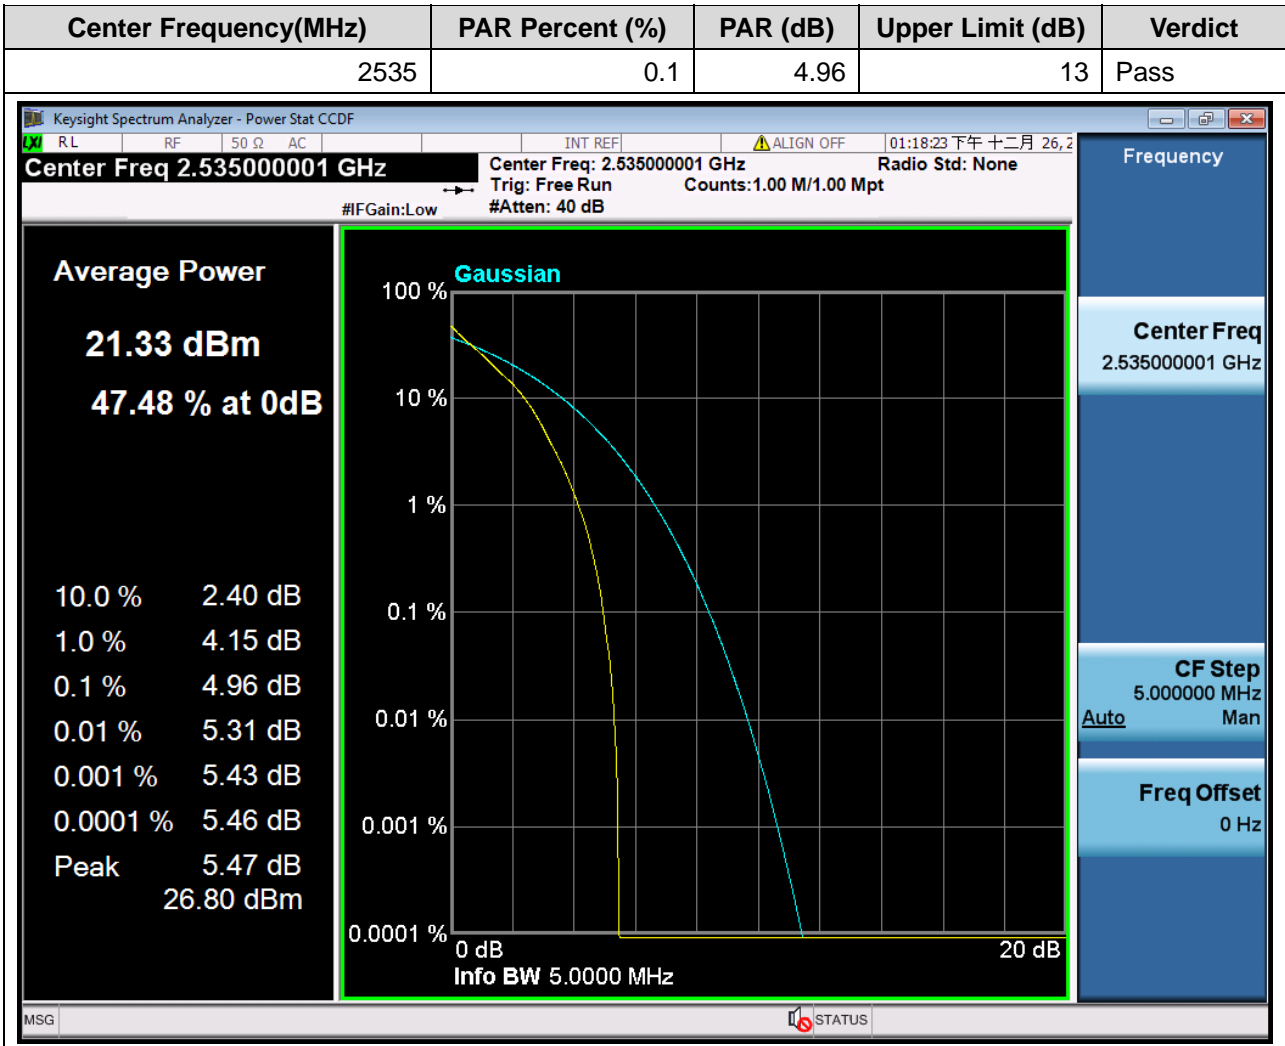 Center Frequency(MHz) PAR Percent (%) PAR (dB) Upper Limit (dB) Verdict
2535 0.1 4.96 13 Pass
Keysight Spectrum Analyzer - Power Stat CCDF
LXI RL RF 50 Ω AC INT REF ALIGN OFF 01:18:23 下午 十二月 26, 2
Center Freq 2.535000001 GHz
Center Freq: 2.535000001 GHz Radio Std: None
Trig: Free Run Counts:1.00 M/1.00 Mpt
#IFGain:Low #Atten: 40 dB
Frequency
Average Power
21.33 dBm
47.48 % at 0dB
10.0 % 2.40 dB
1.0 % 4.15 dB
0.1 % 4.96 dB
0.01 % 5.31 dB
0.001 % 5.43 dB
0.0001 % 5.46 dB
Peak 5.47 dB
26.80 dBm
Gaussian
100 %
10 %
1 %
0.1 %
0.01 %
0.001 %
0.0001 %
0 dB 20 dB
Info BW 5.0000 MHz
Center Freq
2.535000001 GHz
CF Step
5.000000 MHz
Auto Man
Freq Offset
0 Hz
MSG STATUS